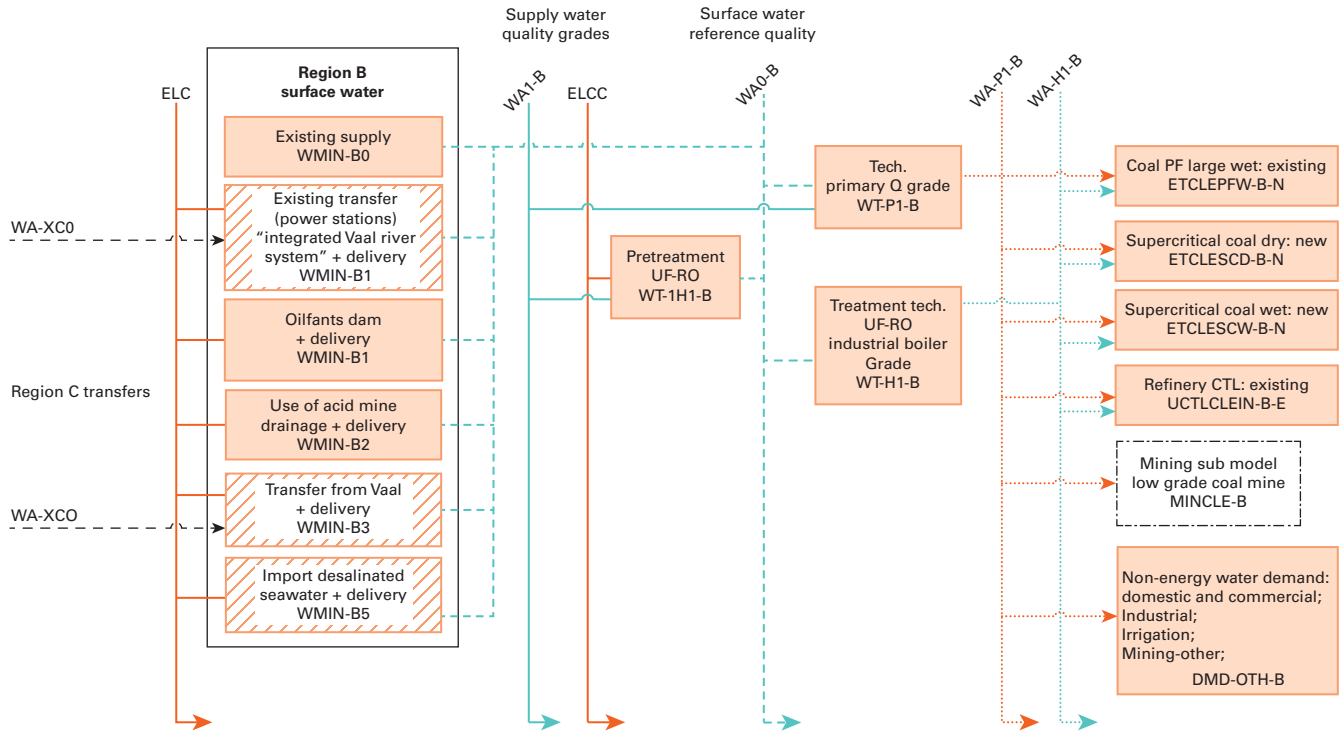 Supply water
quality grades
Surface water
reference quality
ELC
WA1-B
ELCC
WA0-B
WA-P1-B
WA-H1-B
Region B
surface water
Existing supply
WMIN-B0
Existing transfer
(power stations)
“integrated Vaal river
system” + delivery
WMIN-B1
Oilfants dam
+ delivery
WMIN-B1
Use of acid mine
drainage + delivery
WMIN-B2
Transfer from Vaal
+ delivery
WMIN-B3
Import desalinated
seawater + delivery
WMIN-B5
WA-XC0
Region C transfers
WA-XCO
Pretreatment
UF-RO
WT-1H1-B
Tech.
primary Q grade
WT-P1-B
Treatment tech.
UF-RO
industrial boiler
Grade
WT-H1-B
Coal PF large wet: existing
ETCLEPFW-B-N
Supercritical coal dry: new
ETCLESCD-B-N
Supercritical coal wet: new
ETCLESCW-B-N
Refinery CTL: existing
UCTLCLEIN-B-E
Mining sub model
low grade coal mine
MINCLE-B
Non-energy water demand:
domestic and commercial;
Industrial;
Irrigation;
Mining-other;
DMD-OTH-B